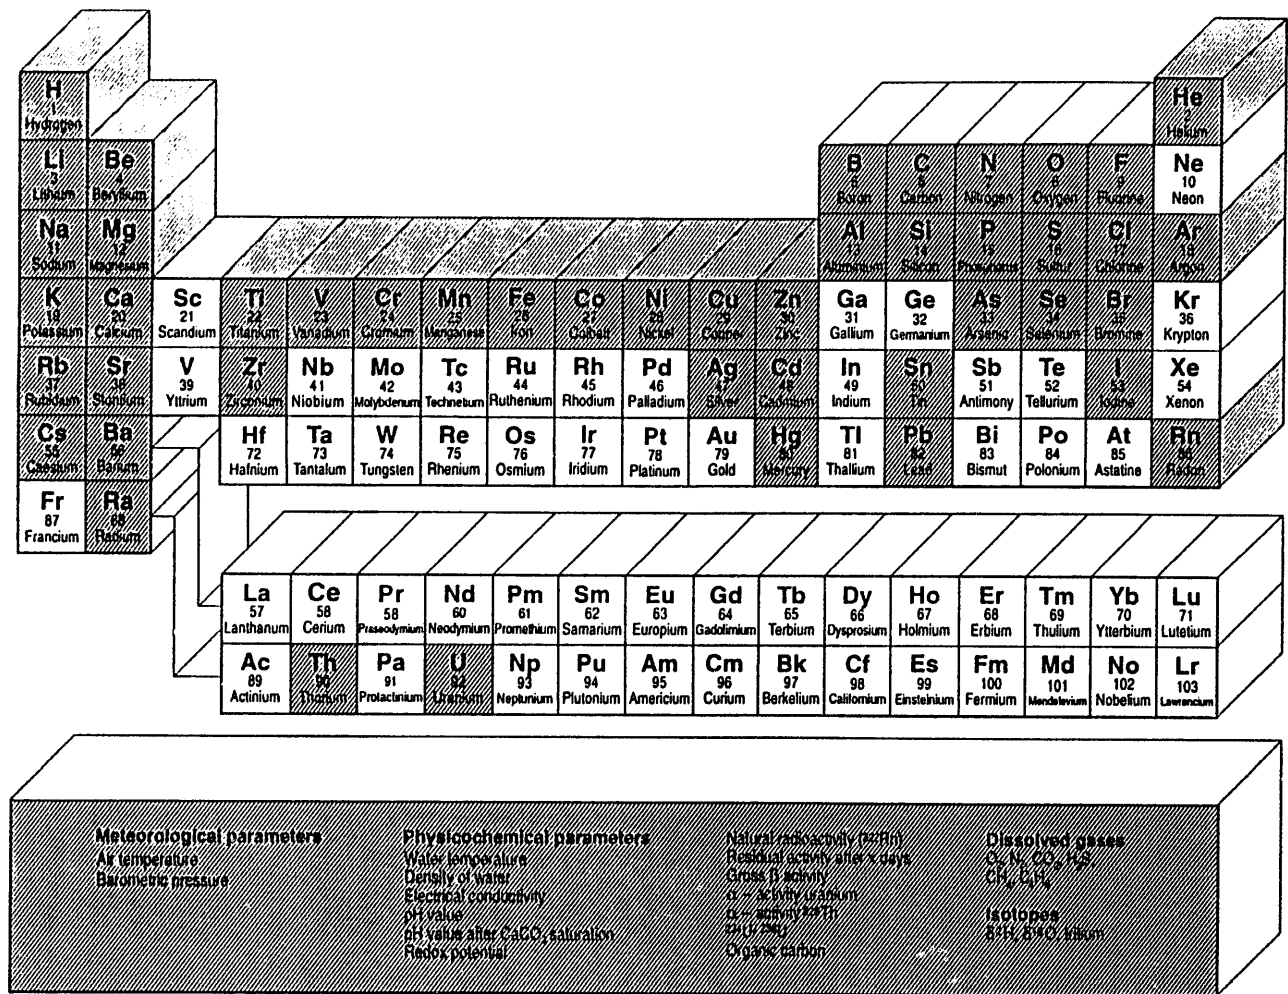 H
1
Hydrogen
He
2
Helium
Li
3
Lithium
Be
4
Beryllium
B
5
Boron
C
6
Carbon
N
7
Nitrogen
O
8
Oxygen
F
9
Fluorine
Ne
10
Neon
Na
11
Sodium
Mg
12
Magnesium
Al
13
Aluminium
Si
14
Silicon
P
15
Phosphorus
S
16
Sulfur
Cl
17
Chlorine
Ar
18
Argon
K
19
Potassium
Ca
20
Calcium
Sc
21
Scandium
Ti
22
Titanium
V
23
Vanadium
Cr
24
Cromium
Mn
25
Manganese
Fe
26
Iron
Co
27
Cobalt
Ni
28
Nickel
Cu
29
Copper
Zn
30
Zinc
Ga
31
Gallium
Ge
32
Germanium
As
33
Arsenic
Se
34
Selenium
Br
35
Bromine
Kr
36
Krypton
Rb
37
Rubidium
Sr
38
Stontium
V
39
Yttrium
Zr
40
Zirconium
Nb
41
Niobium
Mo
42
Molybdenum
Tc
43
Technetium
Ru
44
Ruthenium
Rh
45
Rhodium
Pd
46
Palladium
Ag
47
Silver
Cd
48
Cadmium
In
49
Indium
Sn
50
Tin
Sb
51
Antimony
Te
52
Tellurium
I
53
Iodine
Xe
54
Xenon
Cs
55
Caesium
Ba
56
Barium
Hf
72
Hafnium
Ta
73
Tantalum
W
74
Tungsten
Re
75
Rhenium
Os
76
Osmium
Ir
77
Iridium
Pt
78
Platinum
Au
79
Gold
Hg
80
Mercury
Tl
81
Thallium
Pb
82
Lead
Bi
83
Bismut
Po
84
Polonium
At
85
Astatine
Rn
86
Radon
Fr
87
Francium
Ra
88
Radium
La
57
Lanthanum
Ce
58
Cerium
Pr
58
Praseodymium
Nd
60
Neodymium
Pm
61
Promethium
Sm
62
Samarium
Eu
63
Europium
Gd
64
Gadolimium
Tb
65
Terbium
Dy
66
Dysprosium
Ho
67
Holmium
Er
68
Erbium
Tm
69
Thulium
Yb
70
Ytterbium
Lu
71
Lutetium
Ac
89
Actinium
Th
90
Thorium
Pa
91
Protactinium
U
92
Uranium
Np
93
Neptunium
Pu
94
Plutonium
Am
95
Americium
Cm
96
Curium
Bk
97
Berkelium
Cf
98
Californium
Es
99
Einsteinium
Fm
100
Fermium
Md
101
Mendelevium
No
102
Nobelium
Lr
103
Lawrencium
Meteorological parameters
Air temperature
Barometric pressure
Physicochemical parameters
Water temperature
Density of water
Electrical conductivity
pH value
pH value after CaCO₃ saturation
Redox potential
Natural radioactivity (²²²Rn)
Residual activity after x days
Gross β activity
α – activity uranium
α – activity
Organic carbon
Dissolved gases
O₂, N₂, CO₂, H₂S,
CH₄,
Isotopes
δ²H, δ¹⁸O, tritium